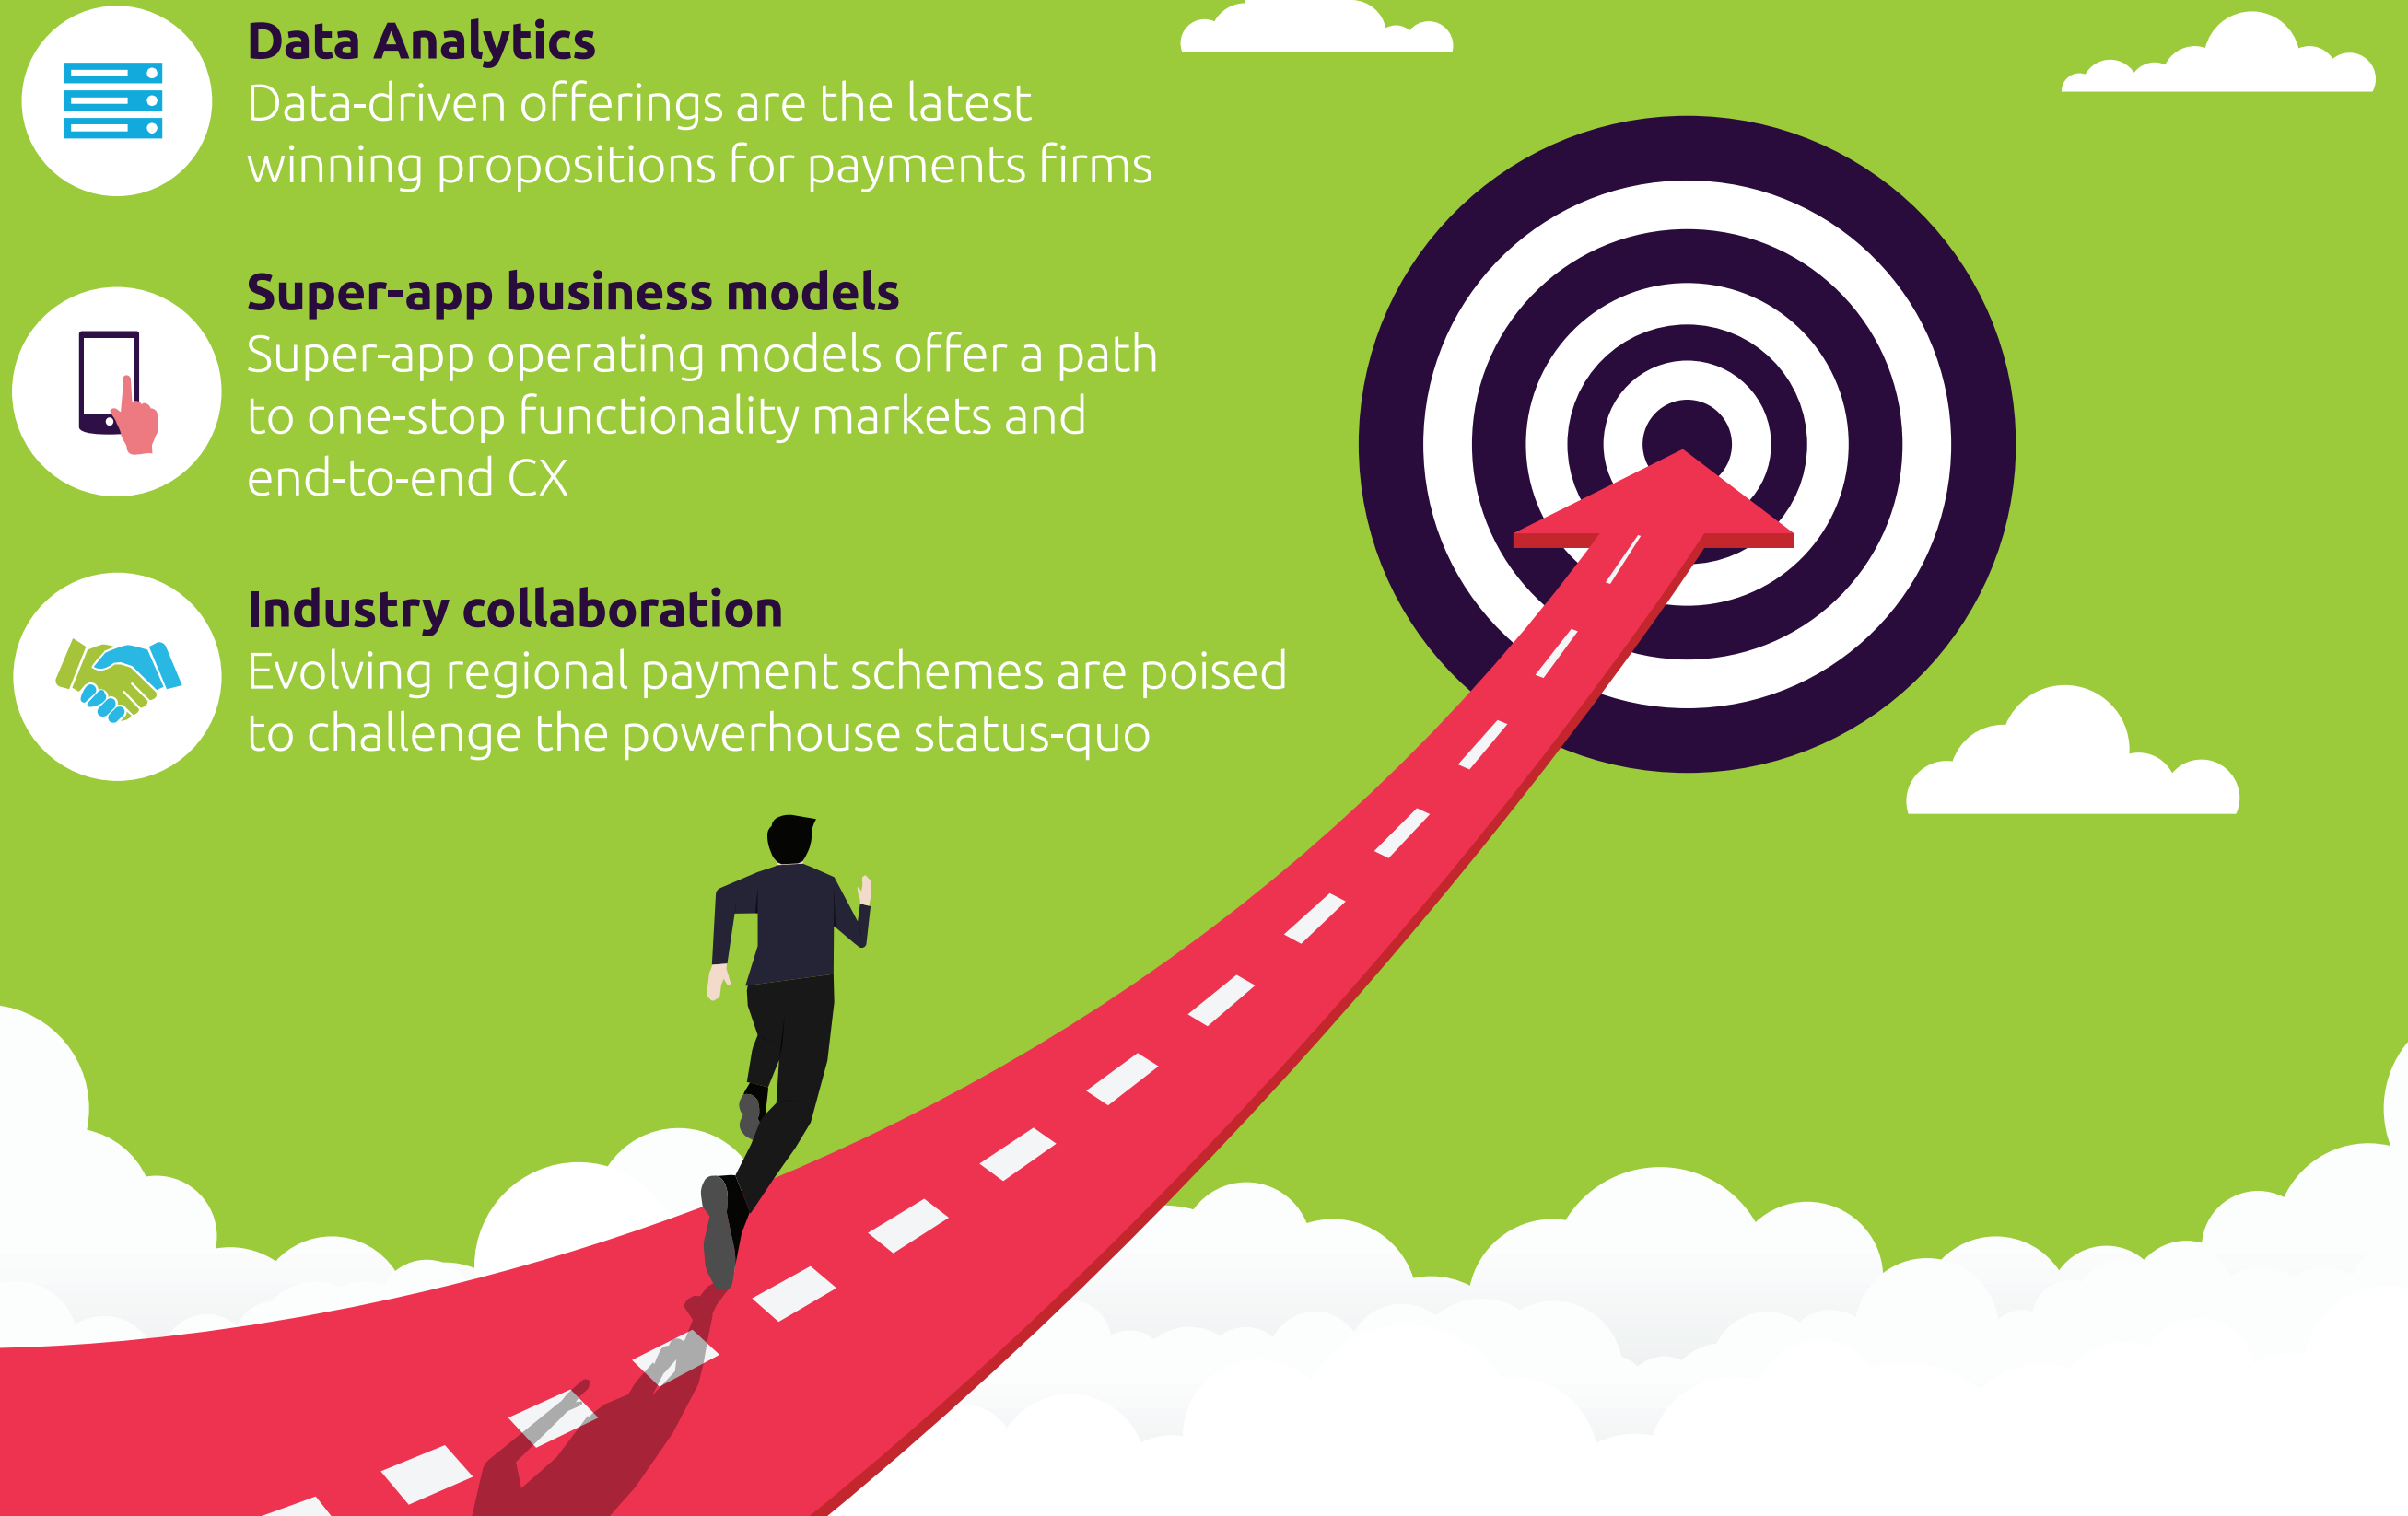 Data Analytics
Data-driven offerings are the latest
winning propositions for payments firms
Super-app business models
Super-app operating models offer a path
to one-stop functionality markets and
end-to-end CX
Industry collaboration
Evolving regional payment schemes are poised
to challenge the powerhouse status-quo